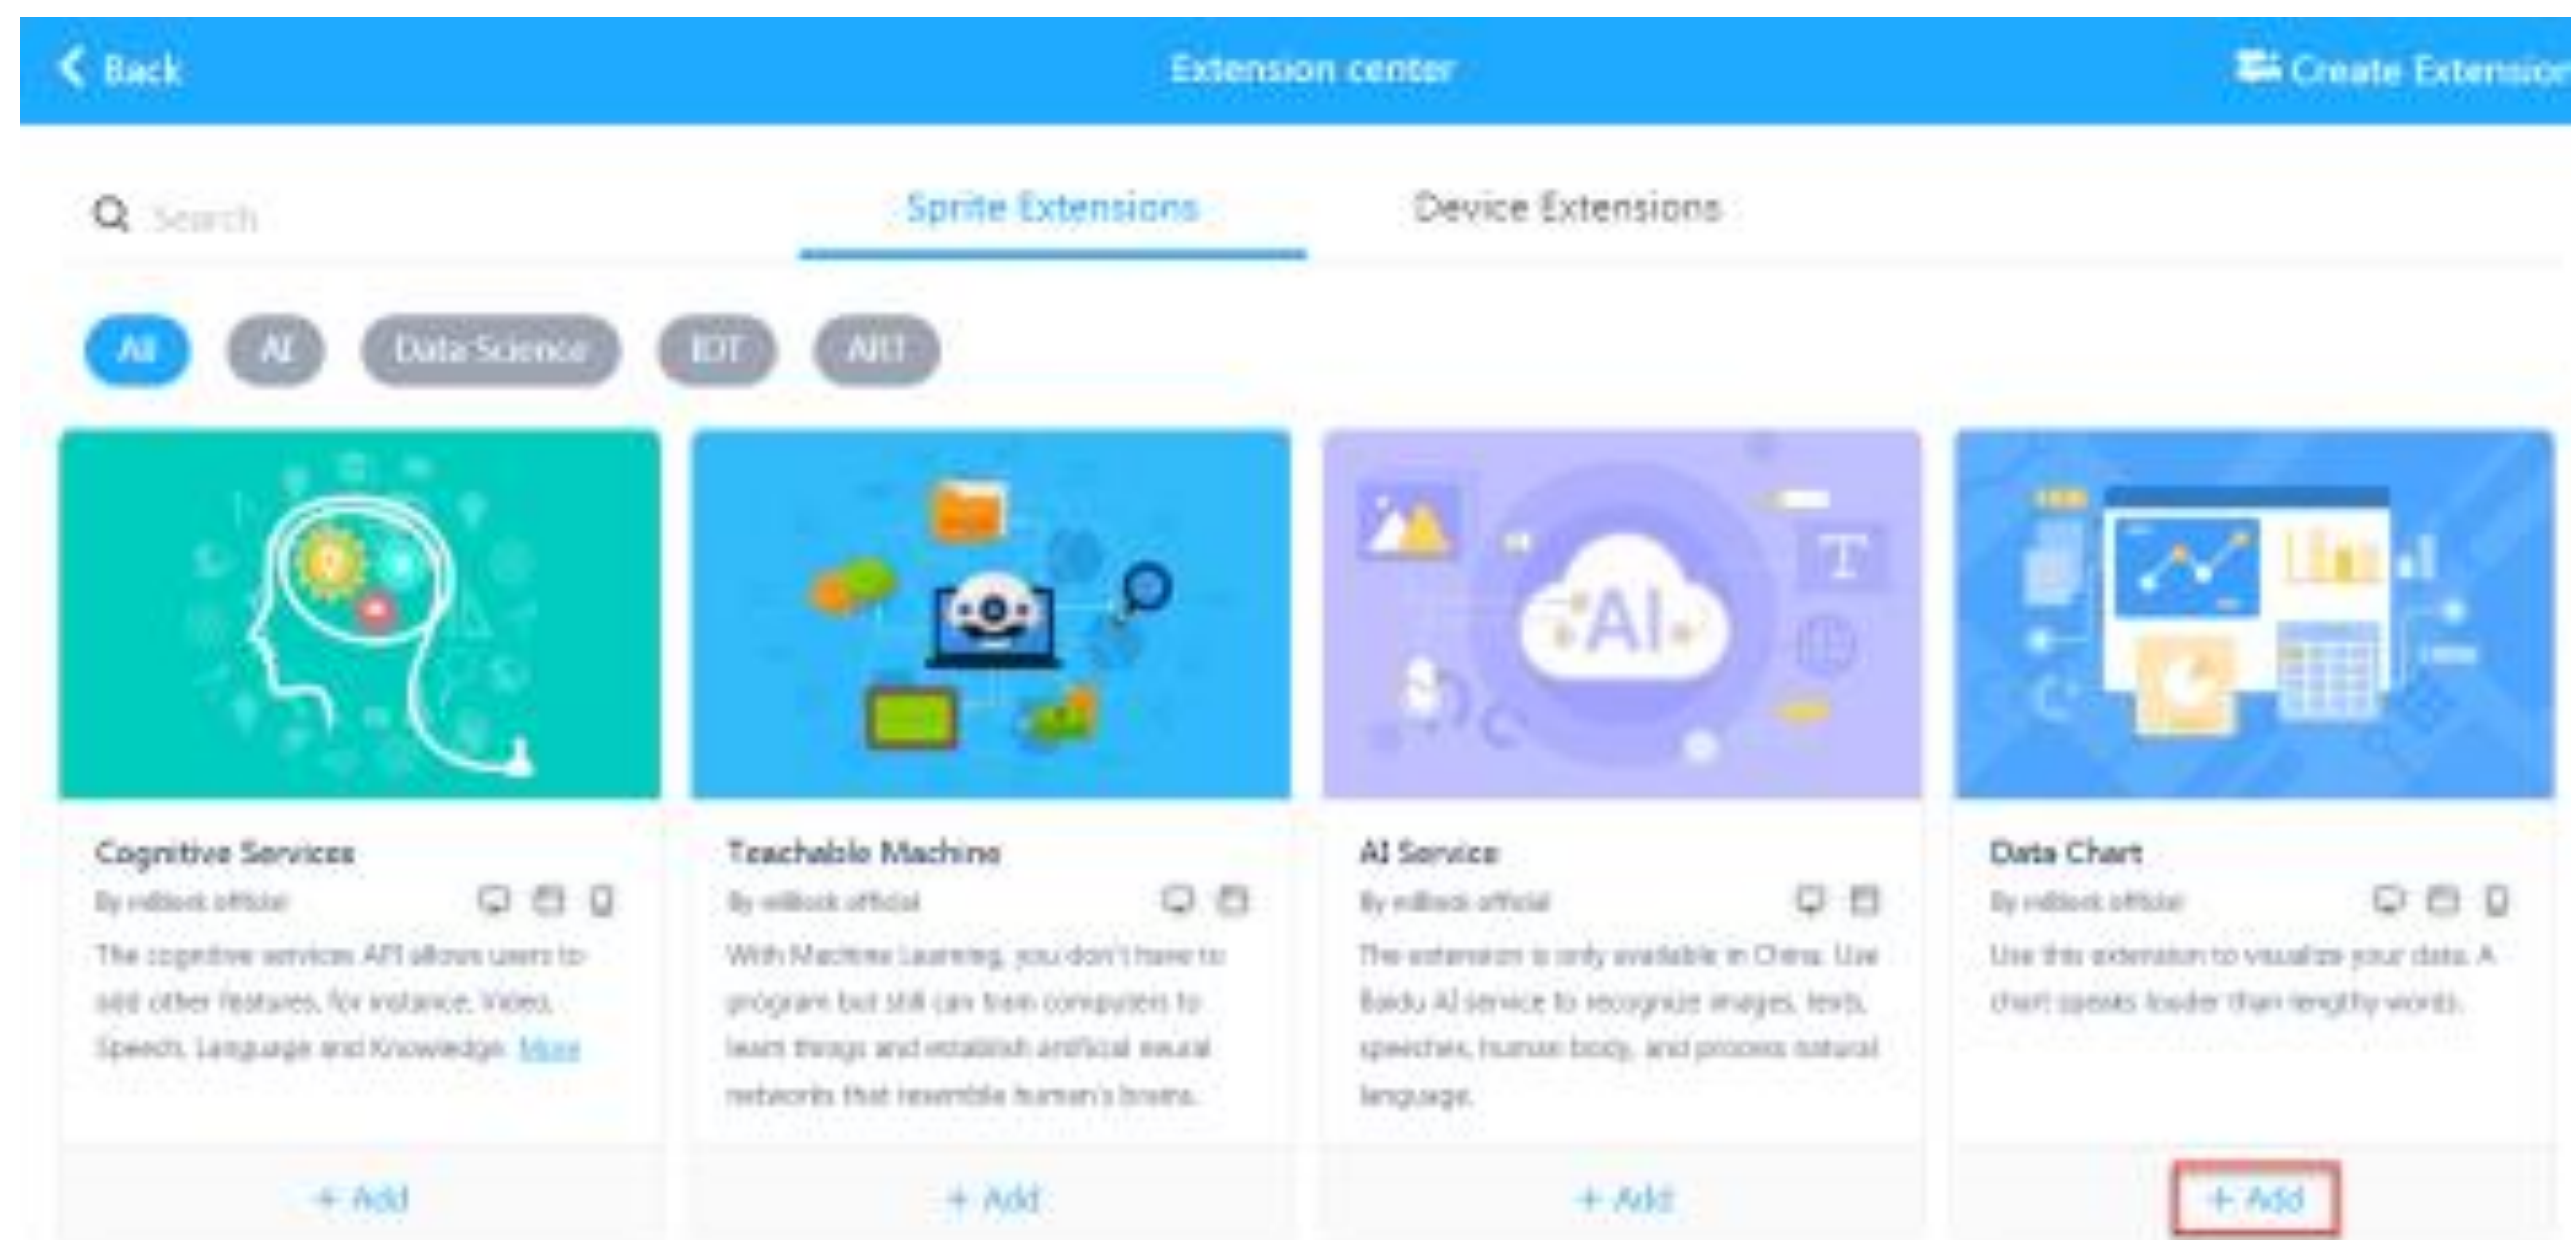 Back
Extension center
Create Extension
Search
Sprite Extensions
Device Extensions
All
AI
Data Science
IOT
ART
AI
T
Cognitive Services
By mBlock official
The cognitive services API allows users to
add other features, for instance, Video,
Speech, Language and Knowledge. More
+ Add
Teachable Machine
By mBlock official
With Machine Learning, you don't have to
program but still can train computers to
learn things and establish artificial neural
networks that resemble human's brains.
+ Add
AI Service
By mBlock official
The extension is only available in China. Use
Baidu AI service to recognize images, texts,
speeches, human body, and process natural
language.
+ Add
Data Chart
By mBlock official
Use this extension to visualize your data. A
chart speaks louder than lengthy words.
+ Add